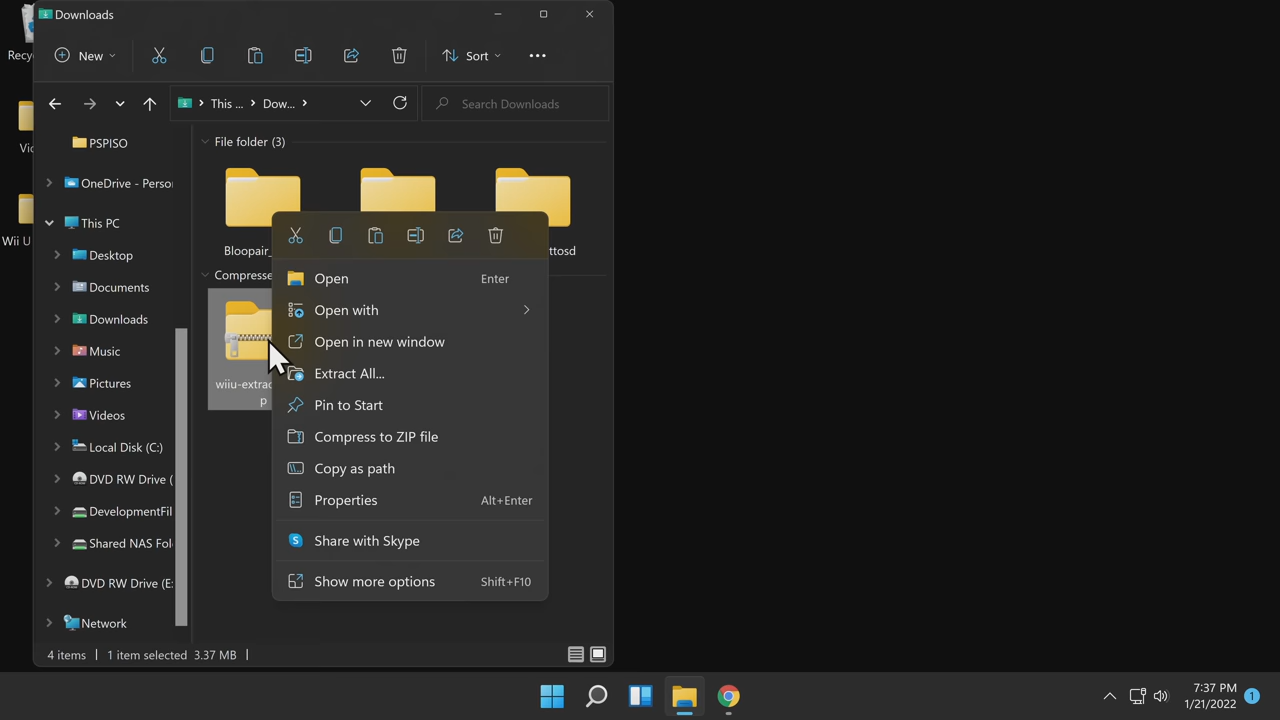 Downloads
Recy
New
Sort
This ...
Dow...
Search Downloads
PSPISO
File folder (3)
Vic
OneDrive - Person
This PC
Wii U
Desktop
Bloopair_
ttosd
Documents
Compresse
Downloads
Music
Pictures
wiiu-extrac
p
Videos
Local Disk (C:)
DVD RW Drive (
DevelopmentFil
Shared NAS Fol
DVD RW Drive (E:
Network
Open Enter
Open with
Open in new window
Extract All...
Pin to Start
Compress to ZIP file
Copy as path
Properties Alt+Enter
S Share with Skype
Show more options Shift+F10
4 items | 1 item selected 3.37 MB |
7:37 PM
1/21/2022
1